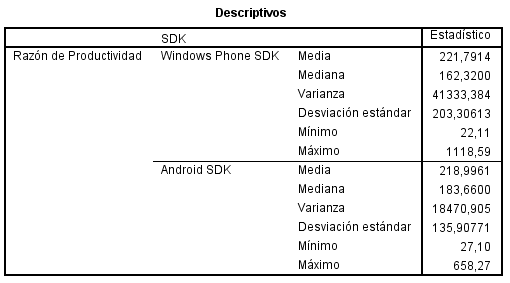 Descriptivos
SDK Estadístico
Razón de Productividad Windows Phone SDK Media 221,7914
Mediana 162,3200
Varianza 41333,384
Desviación estándar 203,30613
Mínimo 22,11
Máximo 1118,59
Android SDK Media 218,9961
Mediana 183,6600
Varianza 18470,905
Desviación estándar 135,90771
Mínimo 27,10
Máximo 658,27